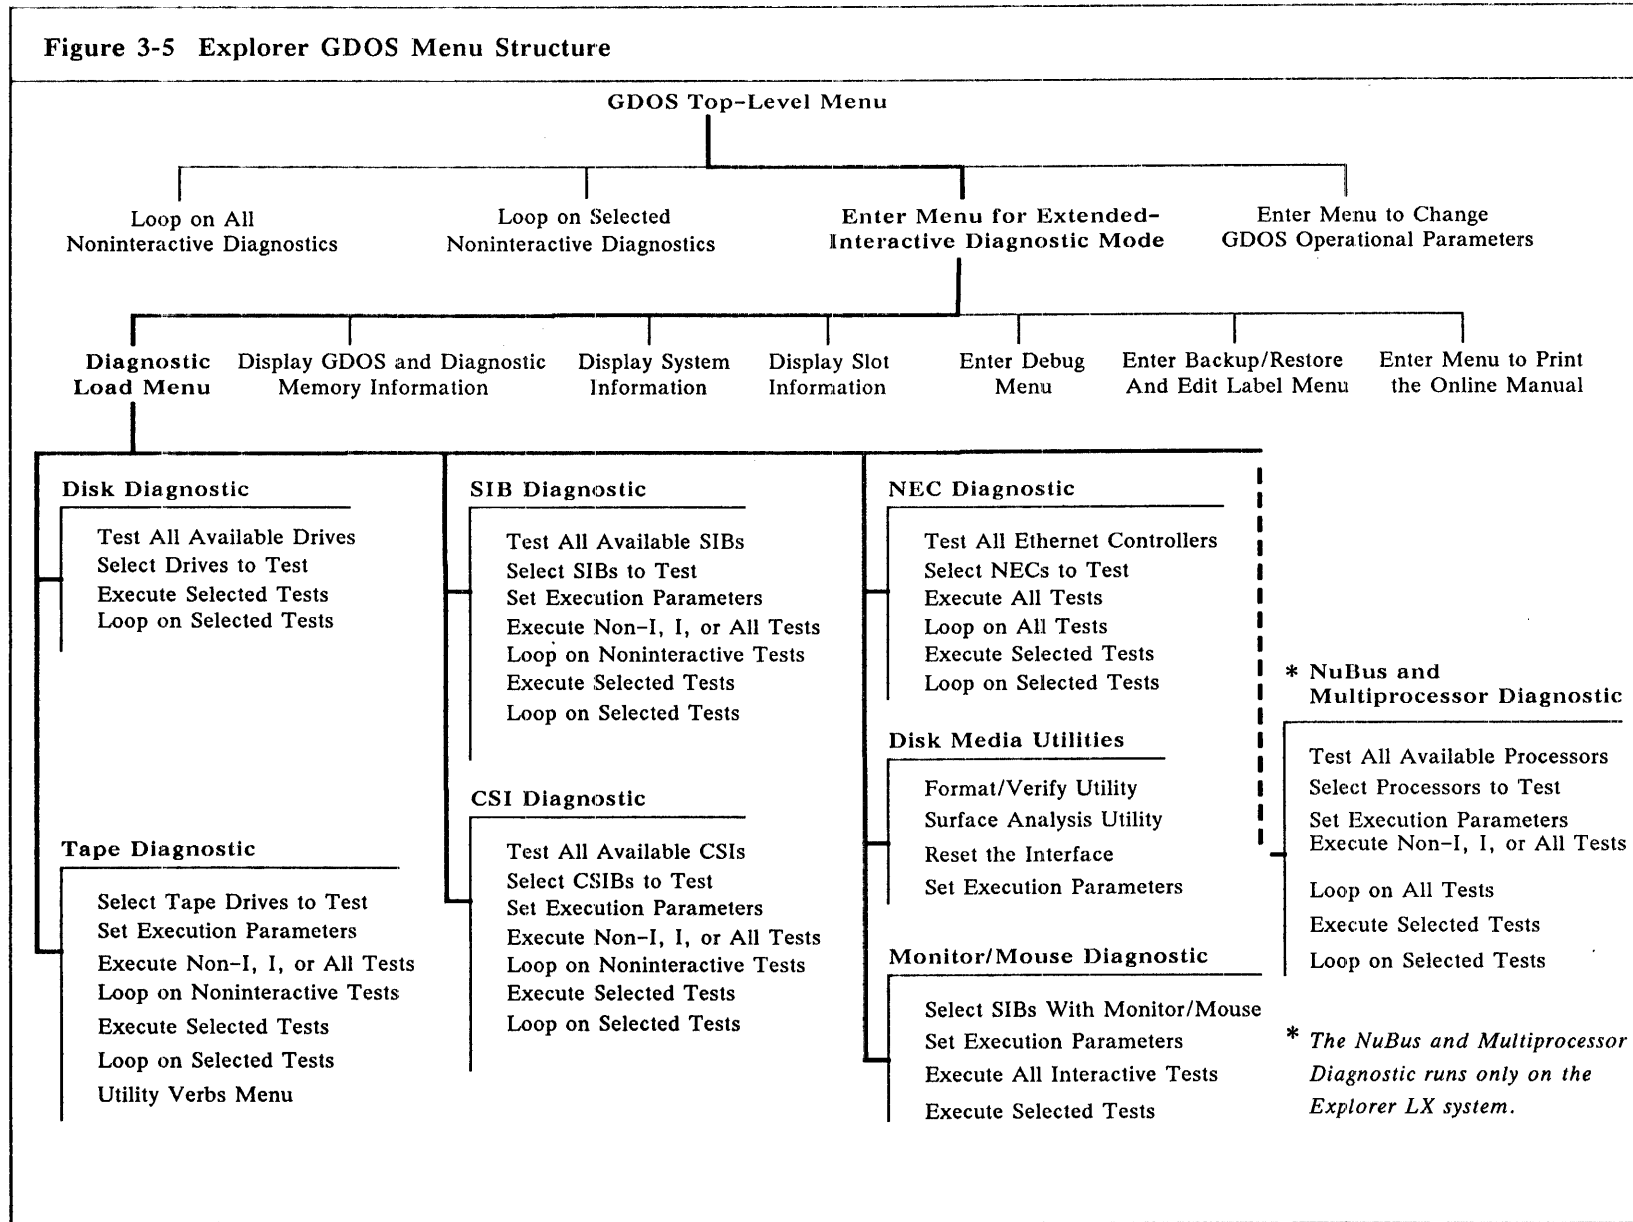 Figure 3-5 Explorer GDOS Menu Structure
GDOS Top-Level Menu
Loop on All
Noninteractive Diagnostics
Loop on Selected
Noninteractive Diagnostics
Enter Menu for Extended-
Interactive Diagnostic Mode
Enter Menu to Change
GDOS Operational Parameters
Diagnostic
Load Menu
Display GDOS and Diagnostic
Memory Information
Display System
Information
Display Slot
Information
Enter Debug
Menu
Enter Backup/Restore
And Edit Label Menu
Enter Menu to Print
the Online Manual
Disk Diagnostic
Test All Available Drives
Select Drives to Test
Execute Selected Tests
Loop on Selected Tests
Tape Diagnostic
Select Tape Drives to Test
Set Execution Parameters
Execute Non-I, I, or All Tests
Loop on Noninteractive Tests
Execute Selected Tests
Loop on Selected Tests
Utility Verbs Menu
SIB Diagnostic
Test All Available SIBs
Select SIBs to Test
Set Execution Parameters
Execute Non-I, I, or All Tests
Loop on Noninteractive Tests
Execute Selected Tests
Loop on Selected Tests
CSI Diagnostic
Test All Available CSIs
Select CSIBs to Test
Set Execution Parameters
Execute Non-I, I, or All Tests
Loop on Noninteractive Tests
Execute Selected Tests
Loop on Selected Tests
NEC Diagnostic
Test All Ethernet Controllers
Select NECs to Test
Execute All Tests
Loop on All Tests
Execute Selected Tests
Loop on Selected Tests
Disk Media Utilities
Format/Verify Utility
Surface Analysis Utility
Reset the Interface
Set Execution Parameters
Monitor/Mouse Diagnostic
Select SIBs With Monitor/Mouse
Set Execution Parameters
Execute All Interactive Tests
Execute Selected Tests
* NuBus and
Multiprocessor Diagnostic
Test All Available Processors
Select Processors to Test
Set Execution Parameters
Execute Non-I, I, or All Tests
Loop on All Tests
Execute Selected Tests
Loop on Selected Tests
* The NuBus and Multiprocessor
Diagnostic runs only on the
Explorer LX system.